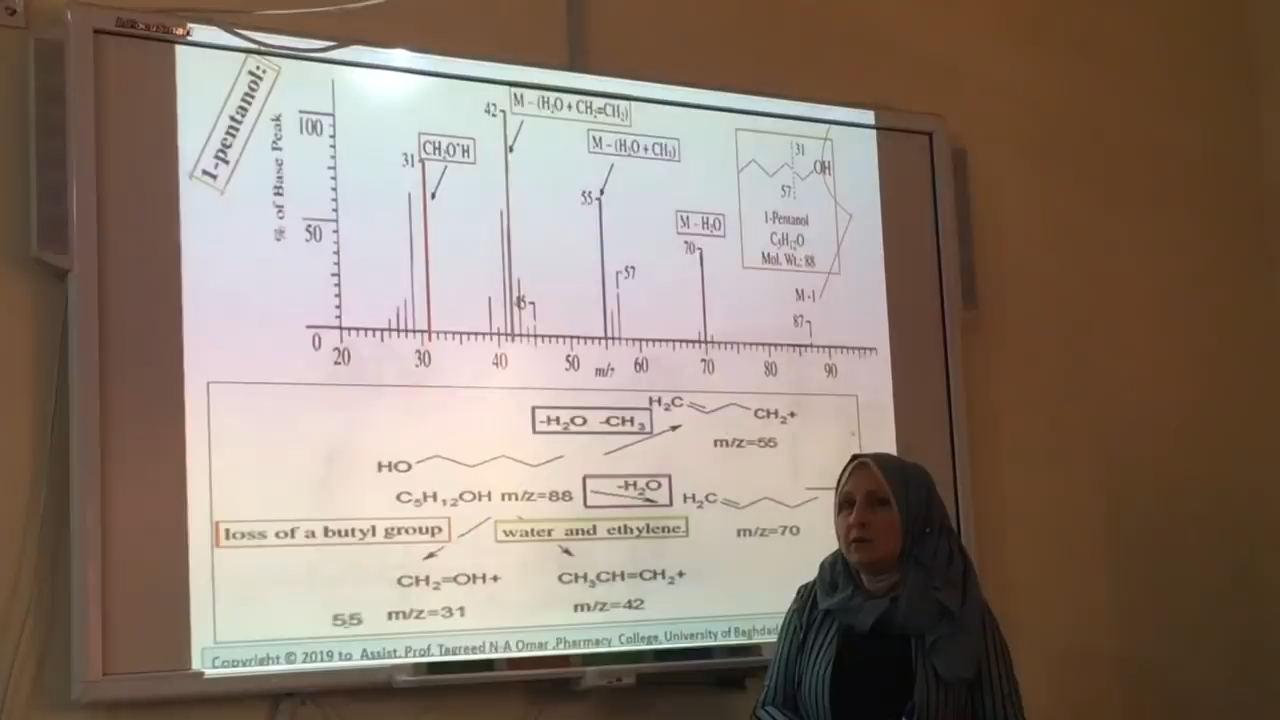 1-pentanol:
% of Base Peak
100
50
0
31
CH₂O⁺H
42
M – (H₂O + CH₂=CH₂)
M – (H₂O + CH₃)
55
57
45
M – H₂O
70
M-1
87
20 30 40 50 m/z 60 70 80 90
31
OH
57
1-Pentanol
C₅H₁₂O
Mol. Wt.: 88
-H₂O -CH₃
H₂C CH₂+
m/z=55
HO
C₅H₁₂OH m/z=88
-H₂O
H₂C
m/z=70
loss of a butyl group
water and ethylene.
CH₂=OH+
m/z=31
CH₃CH=CH₂+
m/z=42
55
Copyright © 2019 to Assist. Prof. Tagreed N-A Omar ,Pharmacy College, University of Baghdad